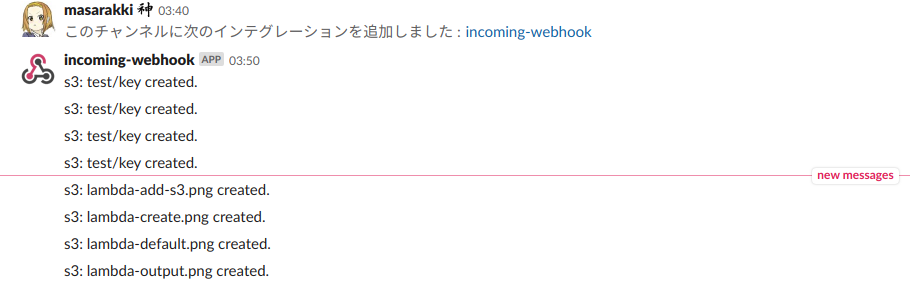 masarakki 神 03:40
このチャンネルに次のインテグレーションを追加しました : incoming-webhook
incoming-webhook APP 03:50
s3: test/key created.
s3: test/key created.
s3: test/key created.
s3: test/key created.
new messages
s3: lambda-add-s3.png created.
s3: lambda-create.png created.
s3: lambda-default.png created.
s3: lambda-output.png created.